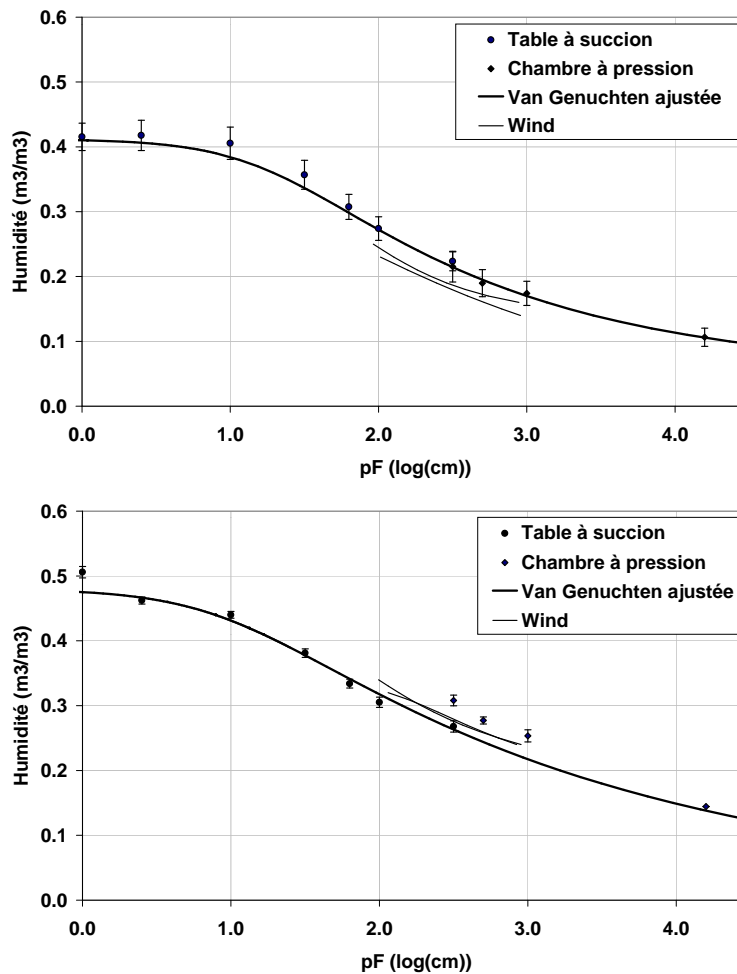 0.6
0.5
0.4
0.3
0.2
0.1
0.0
Humidité (m3/m3)
Table à succion
Chambre à pression
Van Genuchten ajustée
Wind
0.0 1.0 2.0 3.0 4.0
pF (log(cm))
0.6
0.5
0.4
0.3
0.2
0.1
0.0
Humidité (m3/m3)
Table à succion
Chambre à pression
Van Genuchten ajustée
Wind
0.0 1.0 2.0 3.0 4.0
pF (log(cm))